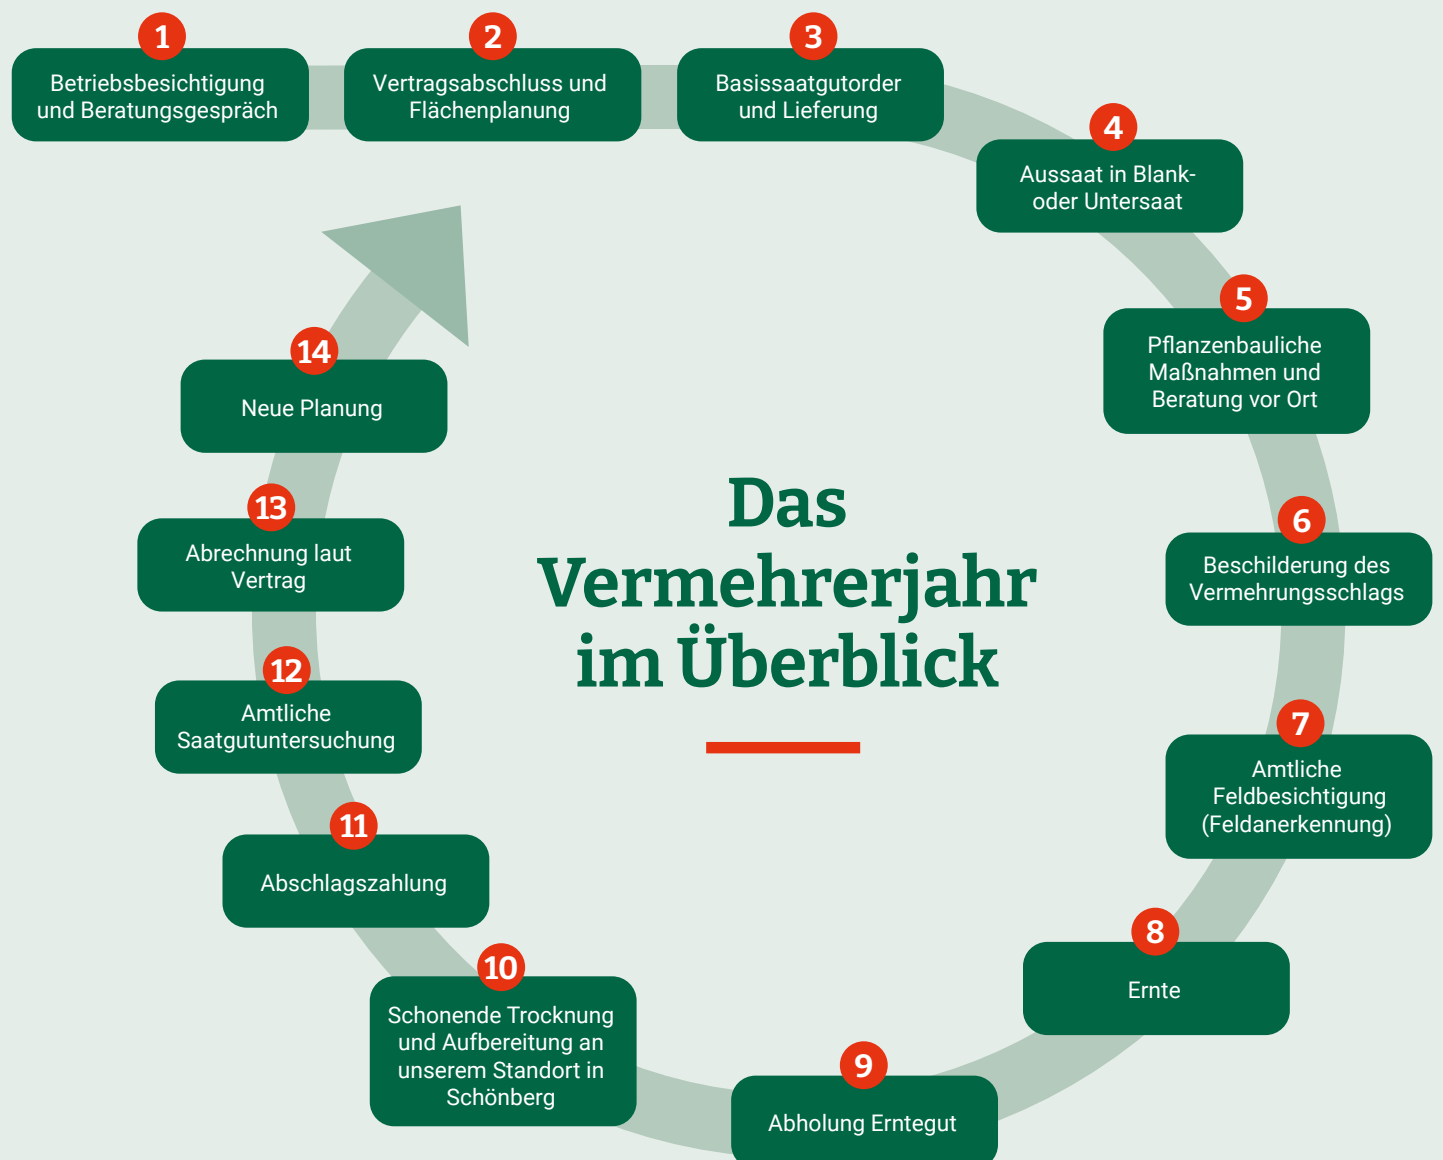 1
Betriebsbesichtigung
und Beratungsgespräch
2
Vertragsabschluss und
Flächenplanung
3
Basissaatgutorder
und Lieferung
4
Aussaat in Blank-
oder Untersaat
5
Pflanzenbauliche
Maßnahmen und
Beratung vor Ort
6
Beschilderung des
Vermehrungsschlags
7
Amtliche
Feldbesichtigung
(Feldanerkennung)
8
Ernte
9
Abholung Erntegut
10
Schonende Trocknung
und Aufbereitung an
unserem Standort in
Schönberg
11
Abschlagszahlung
12
Amtliche
Saatgutuntersuchung
13
Abrechnung laut
Vertrag
14
Neue Planung
Das
Vermehrerjahr
im Überblick